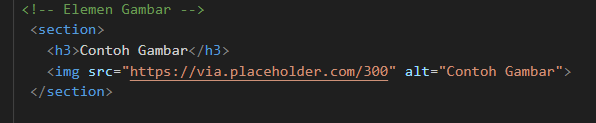 <!-- Elemen Gambar -->
<section>
<h3>Contoh Gambar</h3>
<img src="https://via.placeholder.com/300" alt="Contoh Gambar">
</section>